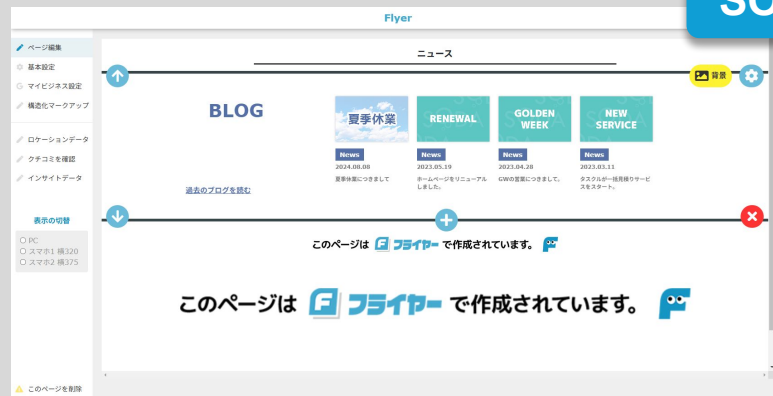 Flyer
SO
ページ編集
基本設定
マイビジネス設定
構造化マークアップ
ロケーションデータ
クチコミを確認
インサイトデータ
表示の切替
PC
スマホ1 横320
スマホ2 横375
このページを削除
ニュース
背景
BLOG
過去のブログを読む
夏季休業
News
2024.08.08
夏季休業につきまして
RENEWAL
News
2023.05.19
ホームページをリニューアル
しました。
GOLDEN
WEEK
News
2023.04.28
GWの営業につきまして。
NEW
SERVICE
News
2023.03.11
タスクルが一括見積りサービ
スをスタート。
このページは フライヤー で作成されています。
このページは フライヤー で作成されています。